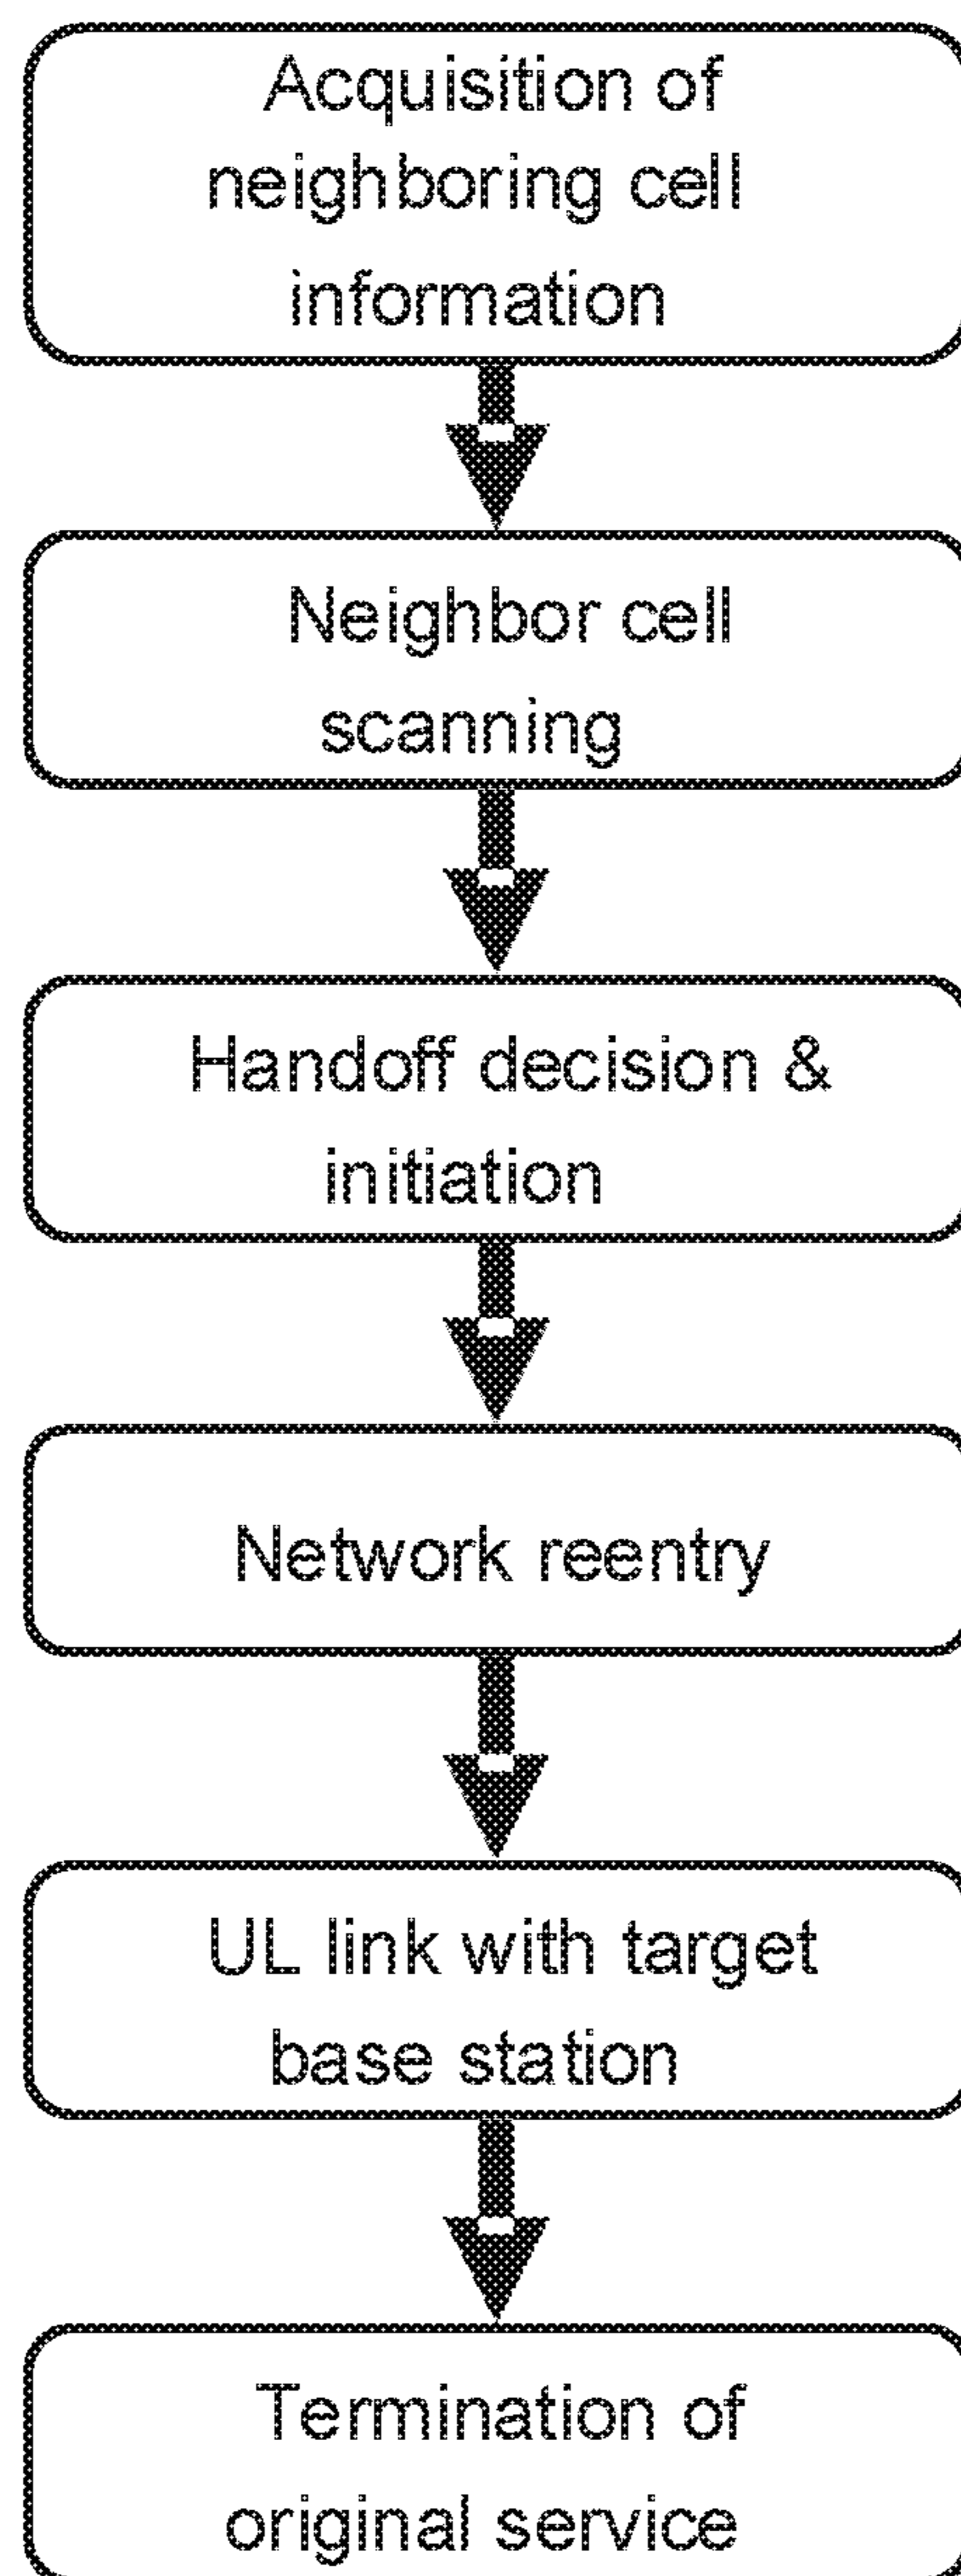 Acquisition of
neighboring cell
information
Neighbor cell
scanning
Handoff decision &
initiation
Network reentry
UL link with target
base station
Termination of
original service